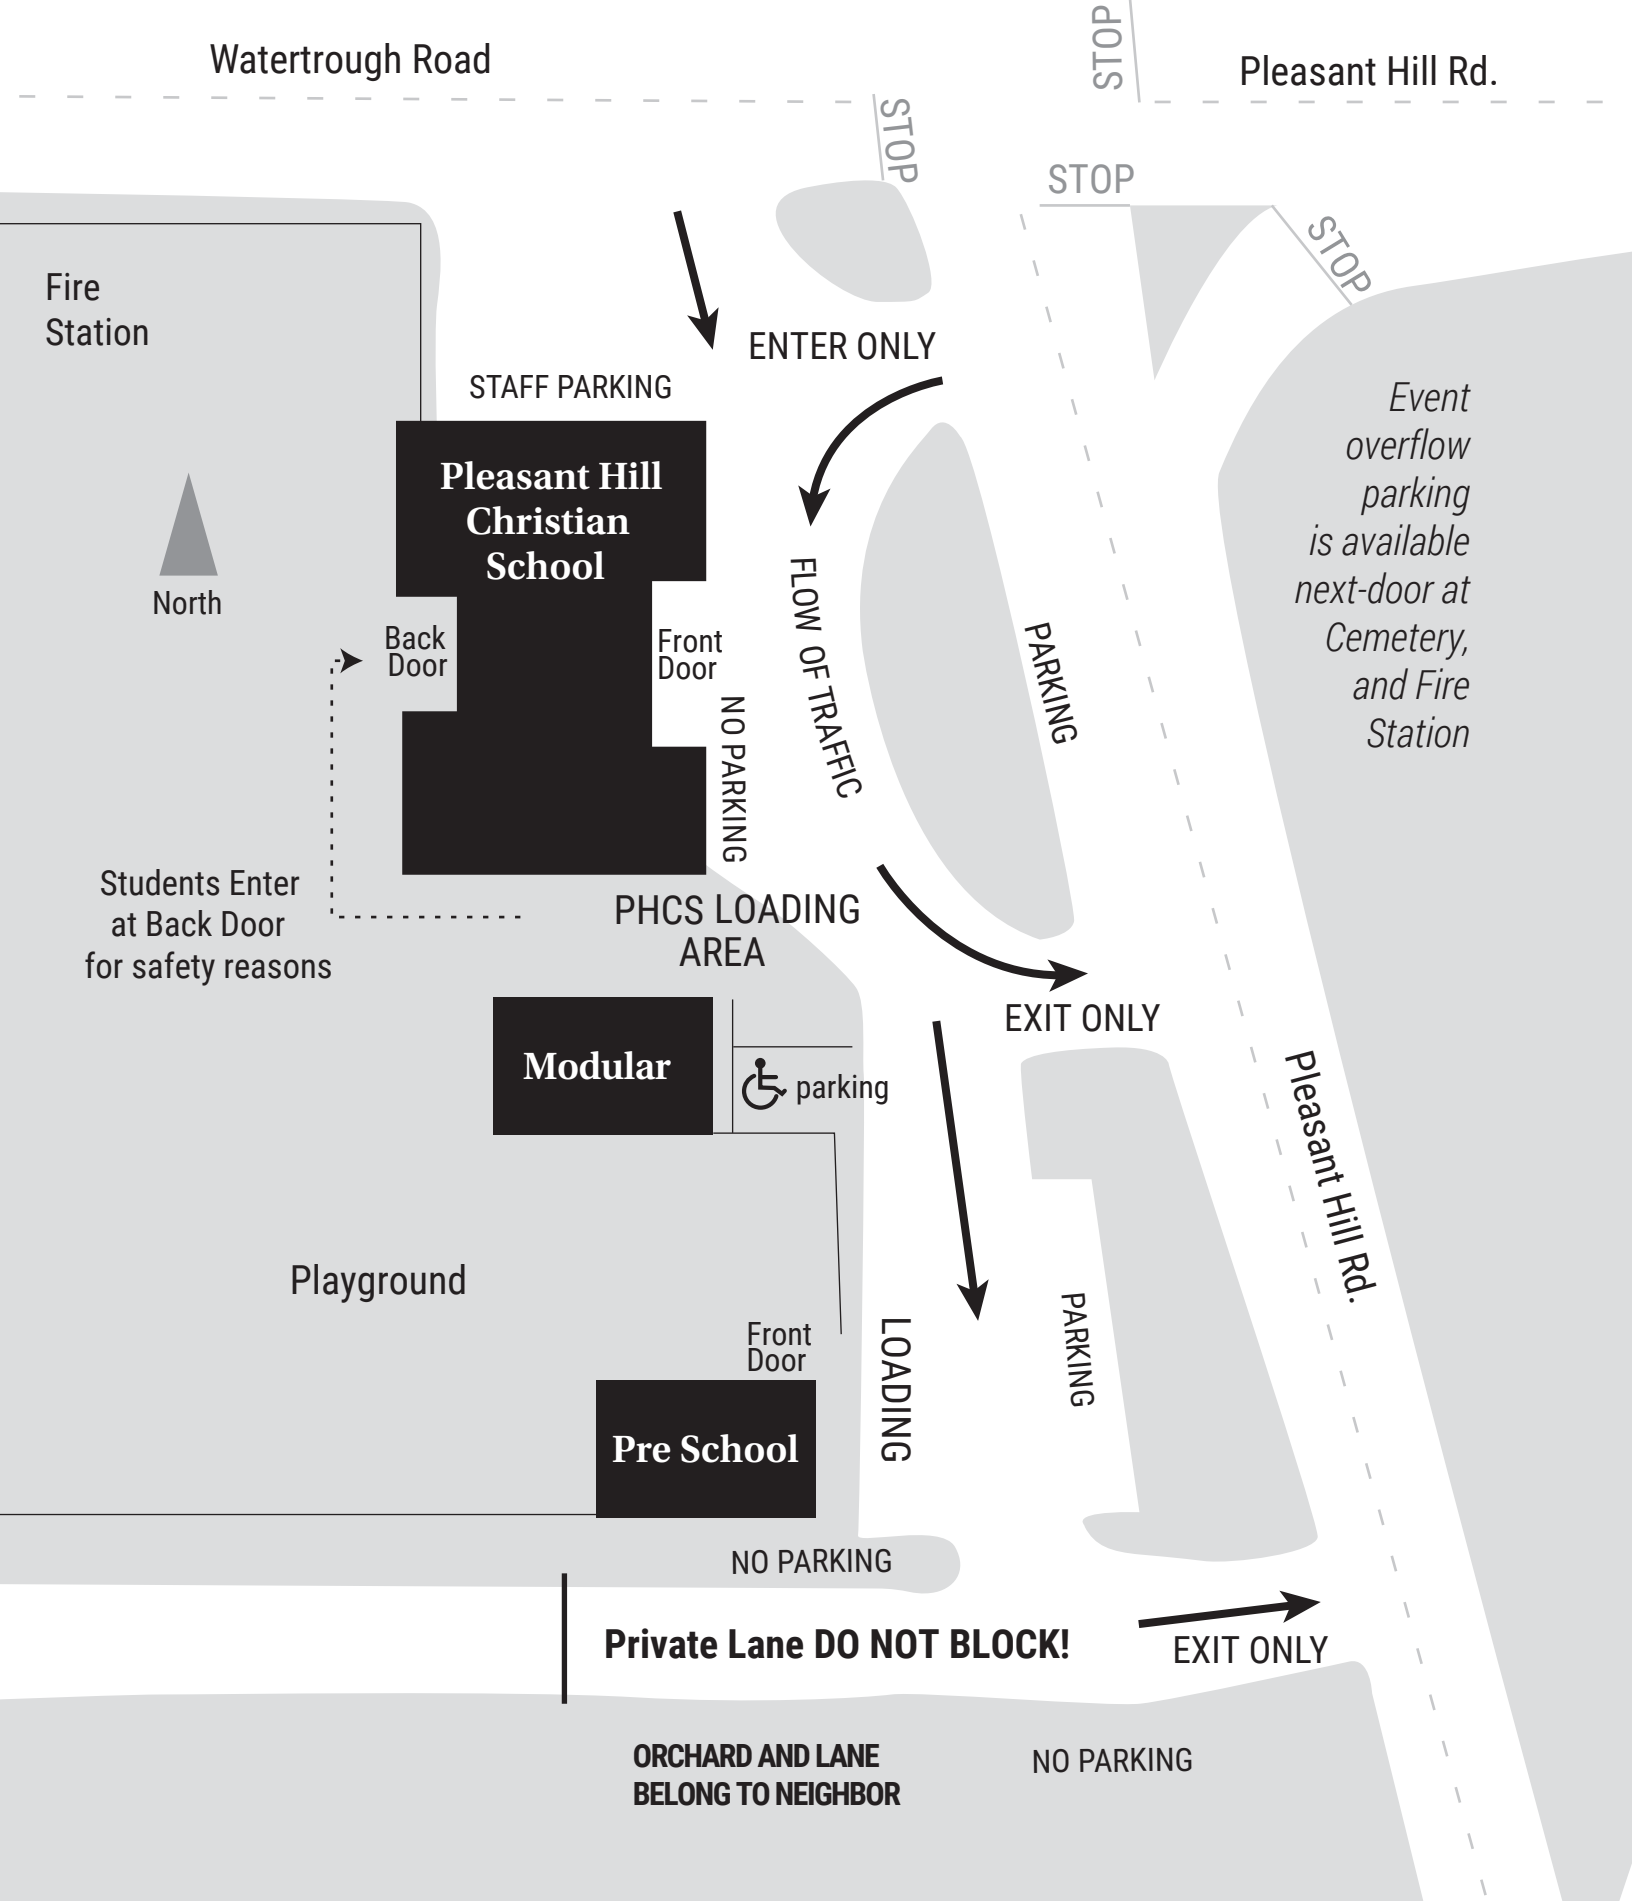 Watertrough Road
STOP
Pleasant Hill Rd.
STOP
STOP
STOP
Fire
Station
ENTER ONLY
STAFF PARKING
Event
overflow
parking
is available
next-door at
Cemetery,
and Fire
Station
Pleasant Hill
Christian
School
North
FLOW OF TRAFFIC
PARKING
Back
Door
Front
Door
NO PARKING
Students Enter
at Back Door
for safety reasons
PHCS LOADING
AREA
EXIT ONLY
Modular
parking
Pleasant Hill Rd.
Playground
Front
Door
LOADING
PARKING
Pre School
NO PARKING
Private Lane DO NOT BLOCK!
EXIT ONLY
ORCHARD AND LANE
BELONG TO NEIGHBOR
NO PARKING